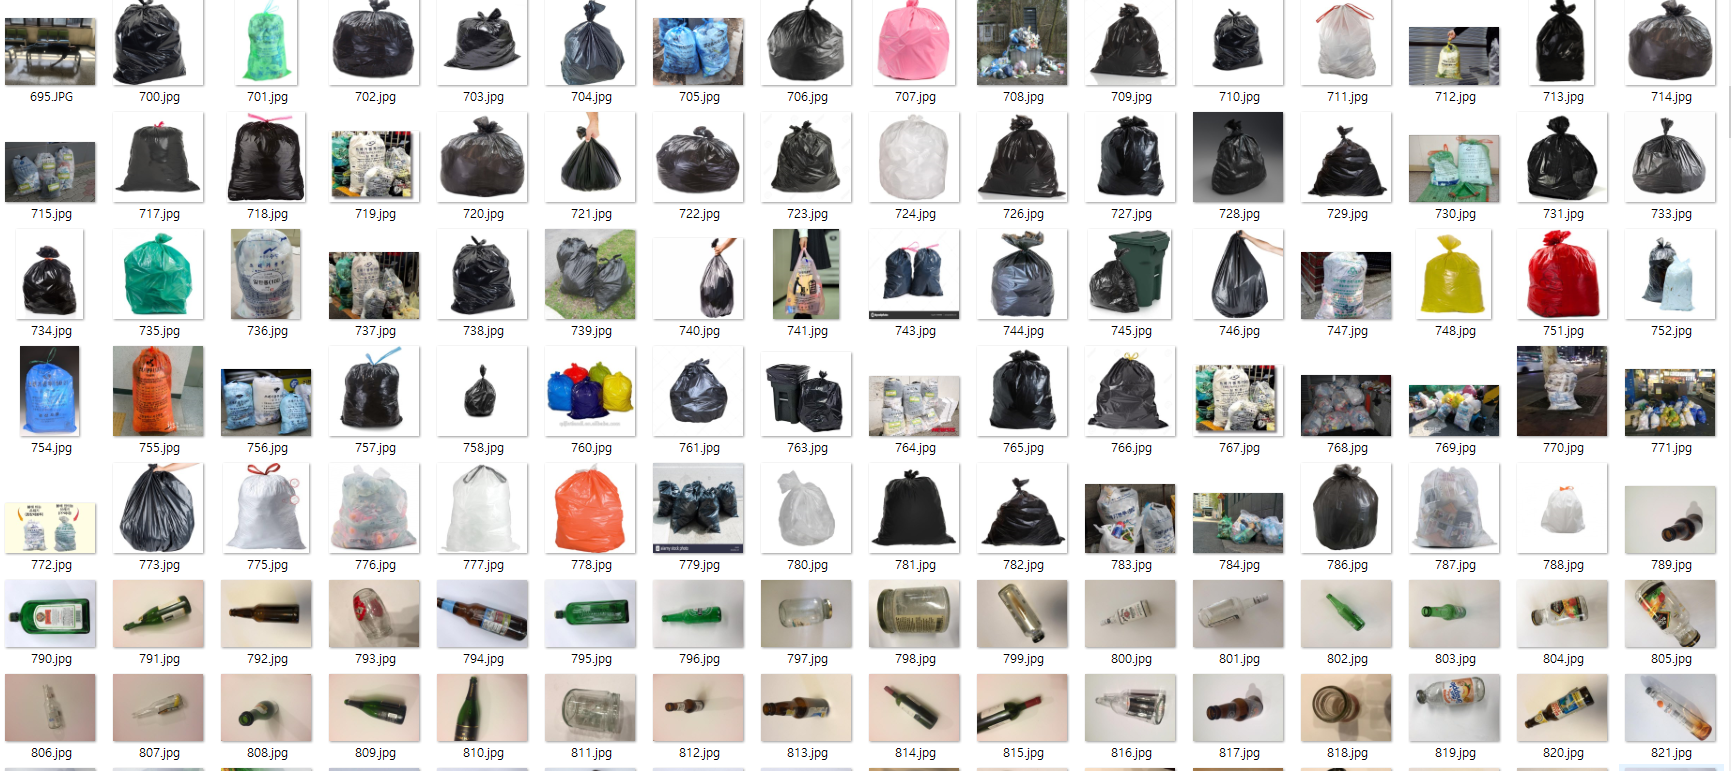 695.JPG 700.jpg 701.jpg 702.jpg 703.jpg 704.jpg 705.jpg 706.jpg 707.jpg 708.jpg 709.jpg 710.jpg 711.jpg 712.jpg 713.jpg 714.jpg
715.jpg 717.jpg 718.jpg 719.jpg 720.jpg 721.jpg 722.jpg 723.jpg 724.jpg 726.jpg 727.jpg 728.jpg 729.jpg 730.jpg 731.jpg 733.jpg
734.jpg 735.jpg 736.jpg 737.jpg 738.jpg 739.jpg 740.jpg 741.jpg 743.jpg 744.jpg 745.jpg 746.jpg 747.jpg 748.jpg 751.jpg 752.jpg
754.jpg 755.jpg 756.jpg 757.jpg 758.jpg 760.jpg 761.jpg 763.jpg 764.jpg 765.jpg 766.jpg 767.jpg 768.jpg 769.jpg 770.jpg 771.jpg
772.jpg 773.jpg 775.jpg 776.jpg 777.jpg 778.jpg 779.jpg 780.jpg 781.jpg 782.jpg 783.jpg 784.jpg 786.jpg 787.jpg 788.jpg 789.jpg
790.jpg 791.jpg 792.jpg 793.jpg 794.jpg 795.jpg 796.jpg 797.jpg 798.jpg 799.jpg 800.jpg 801.jpg 802.jpg 803.jpg 804.jpg 805.jpg
806.jpg 807.jpg 808.jpg 809.jpg 810.jpg 811.jpg 812.jpg 813.jpg 814.jpg 815.jpg 816.jpg 817.jpg 818.jpg 819.jpg 820.jpg 821.jpg